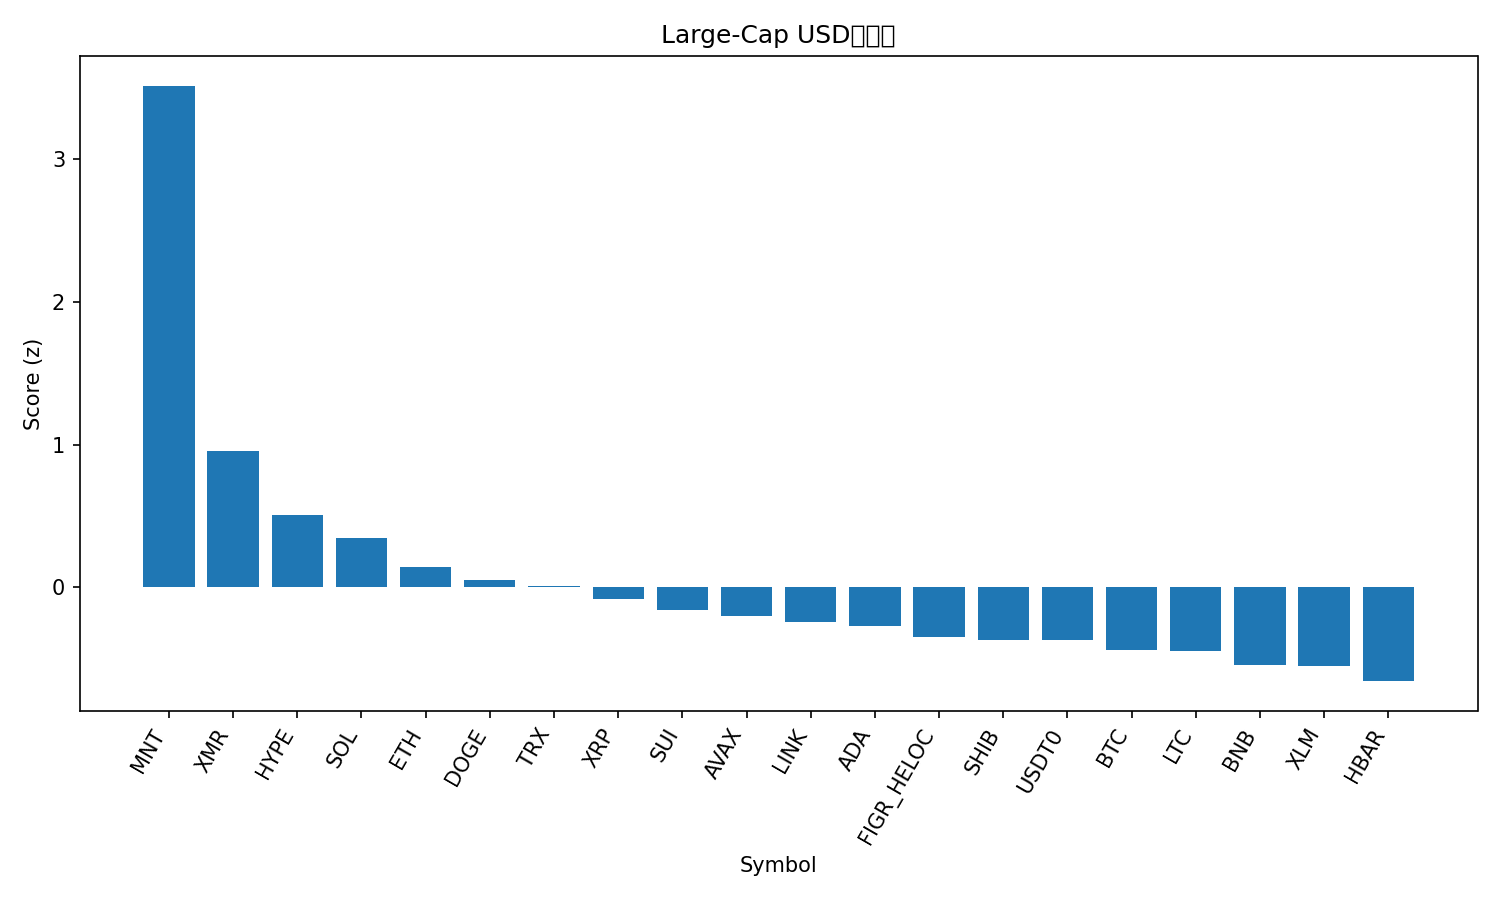 Large-Cap USD
Score (z)
3
2
1
0
MNT
XMR
HYPE
SOL
ETH
DOGE
TRX
XRP
SUI
AVAX
LINK
ADA
FIGR_HELOC
SHIB
USDT0
BTC
LTC
BNB
XLM
HBAR
Symbol